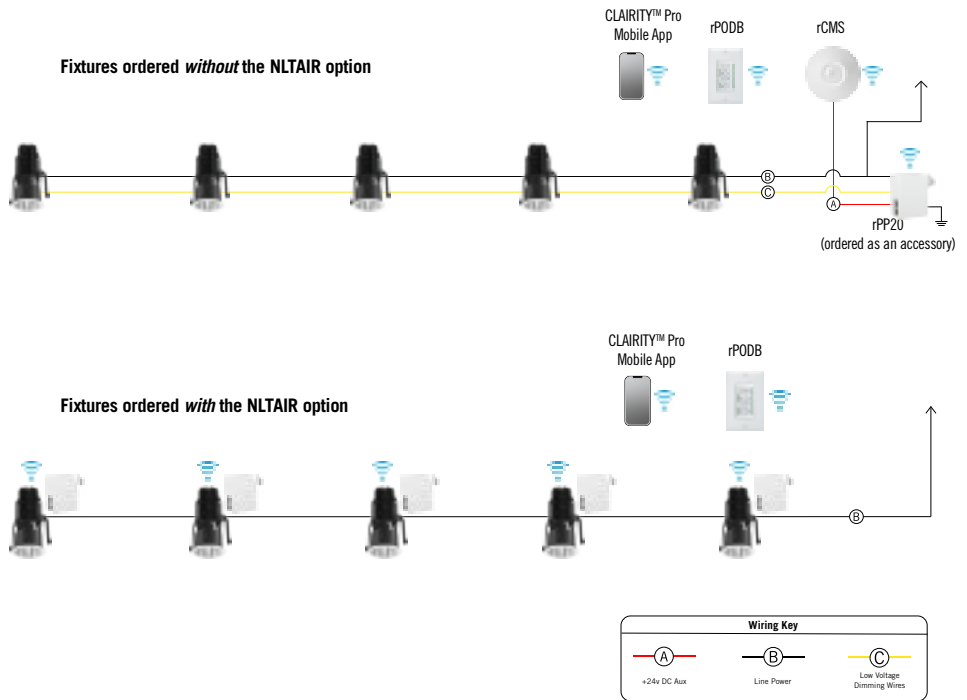 CLAIRITY™ Pro
Mobile App
rPODB
rCMS
Fixtures ordered without the NLTAIR option
B
C
A
rPP20
(ordered as an accessory)
CLAIRITY™ Pro
Mobile App
rPODB
Fixtures ordered with the NLTAIR option
B
Wiring Key
A
B
C
+24v DC Aux
Line Power
Low Voltage
Dimming Wires